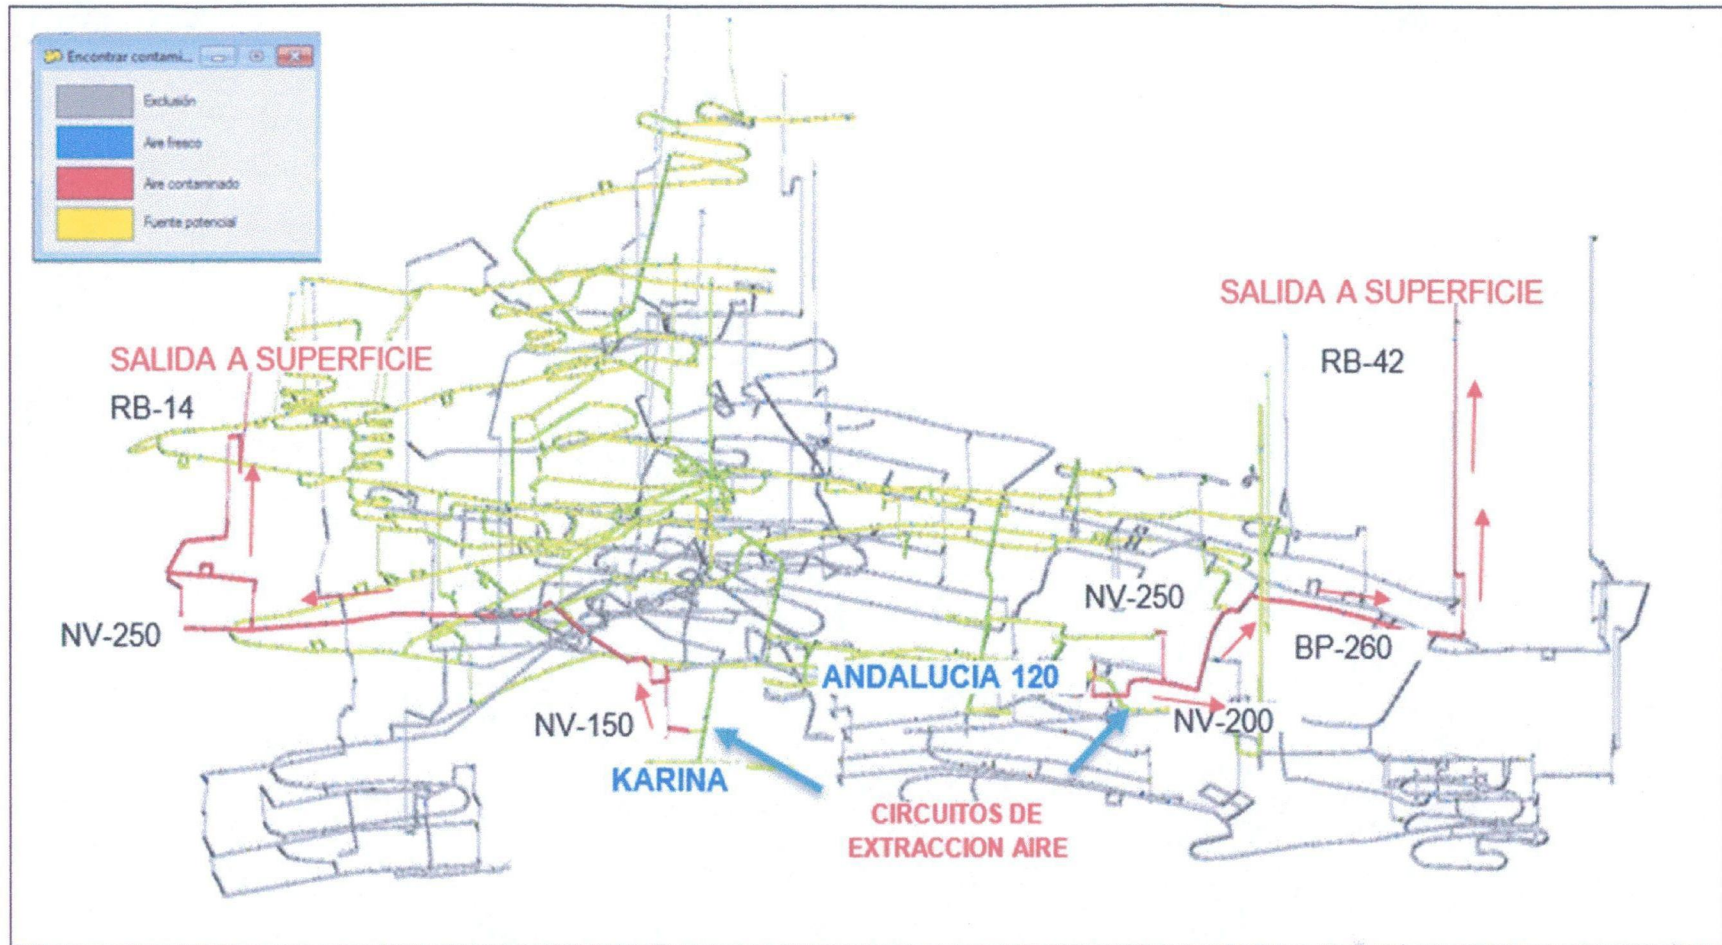 Encontrar contami...
Exclusión
Aire fresco
Aire contaminado
Fuente potencial
SALIDA A SUPERFICIE
RB-42
SALIDA A SUPERFICIE
RB-14
NV-250
NV-250
BP-260
ANDALUCIA 120
NV-200
NV-150
KARINA
CIRCUITOS DE
EXTRACCION AIRE